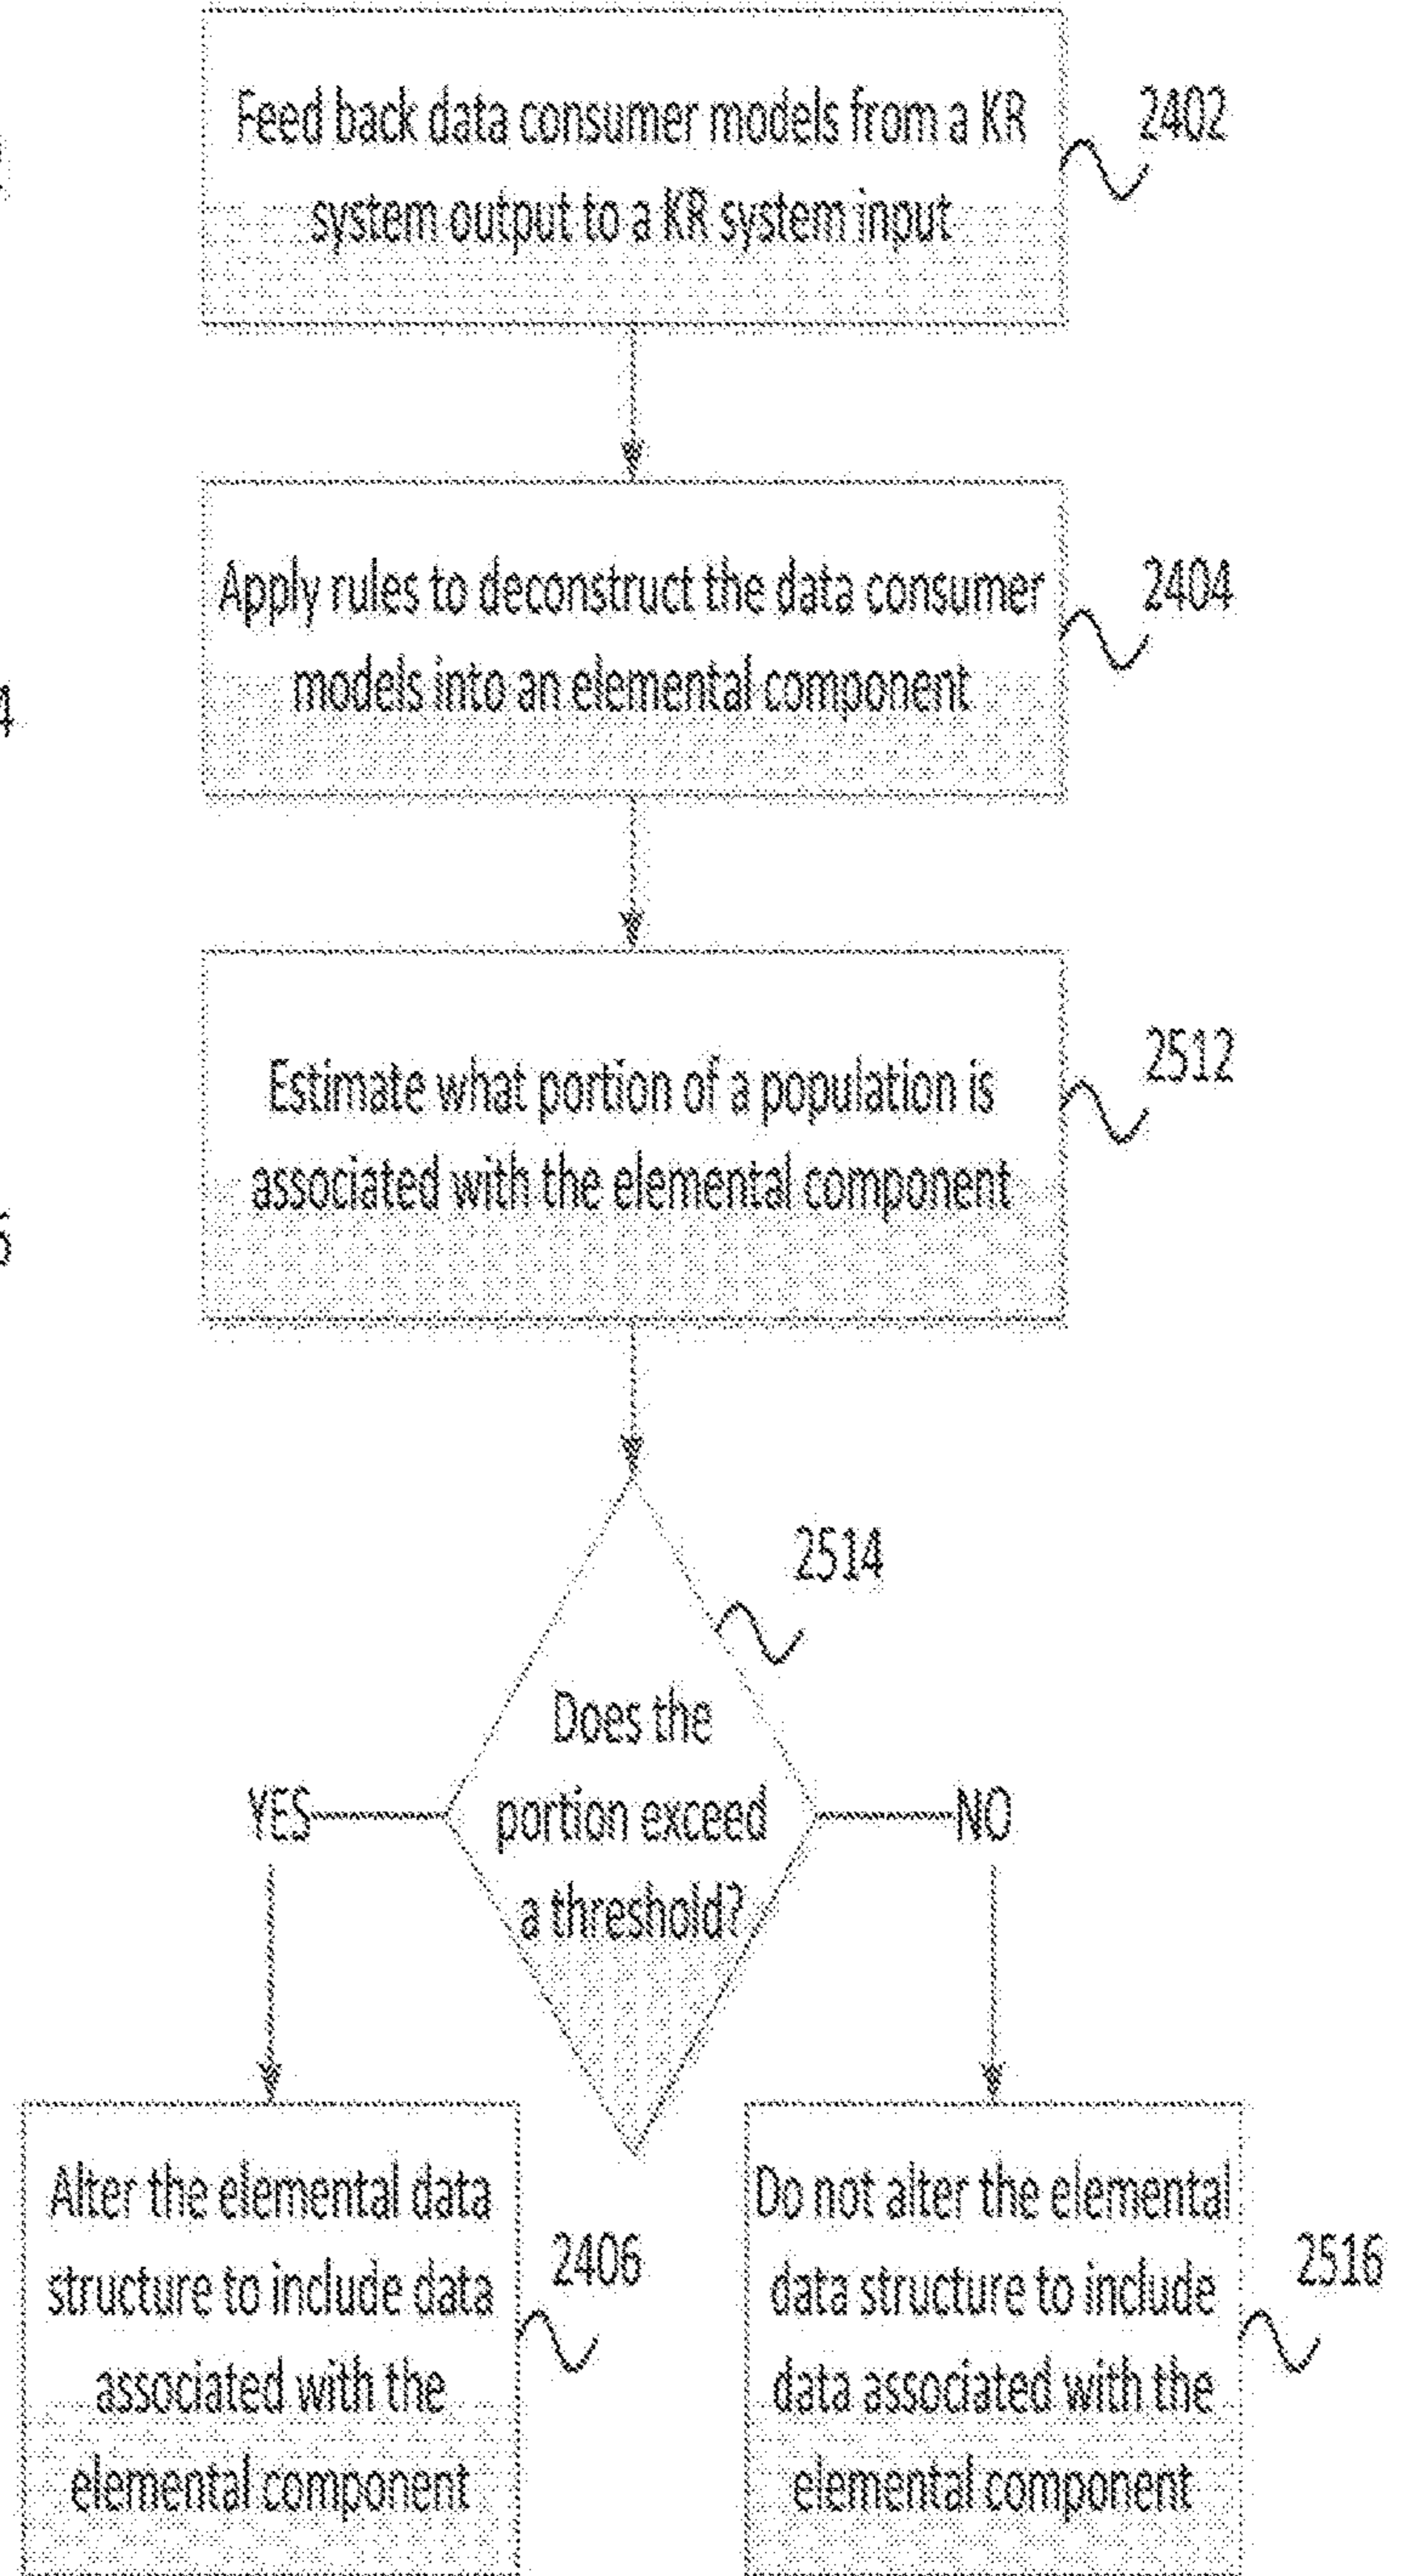 Feed back data consumer models from a KR
system output to a KR system input
2402
Apply rules to deconstruct the data consumer
models into an elemental component
2404
4
Estimate what portion of a population is
associated with the elemental component
2512
2514
Does the
portion exceed
a threshold?
YES
NO
Alter the elemental data
structure to include data
associated with the
elemental component
2406
Do not alter the elemental
data structure to include
data associated with the
elemental component
2516